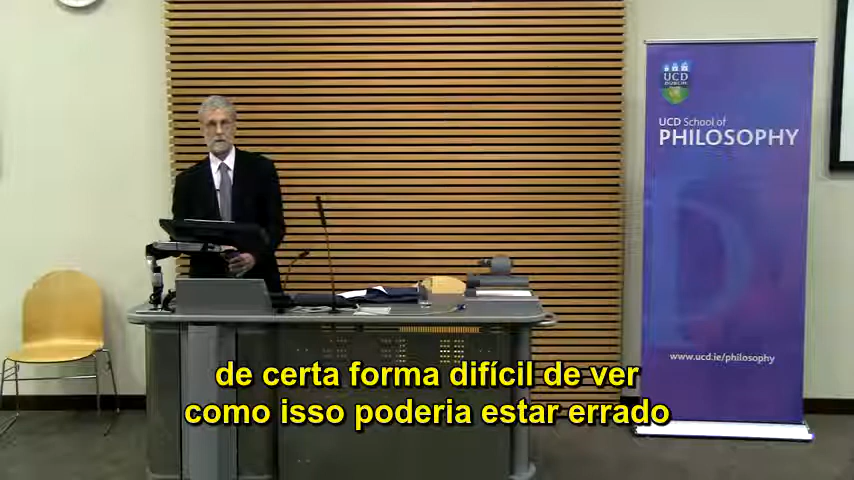 UCD
DUBLIN
UCD School of
PHILOSOPHY
www.ucd.ie/philosophy
de certa forma difícil de ver
como isso poderia estar errado